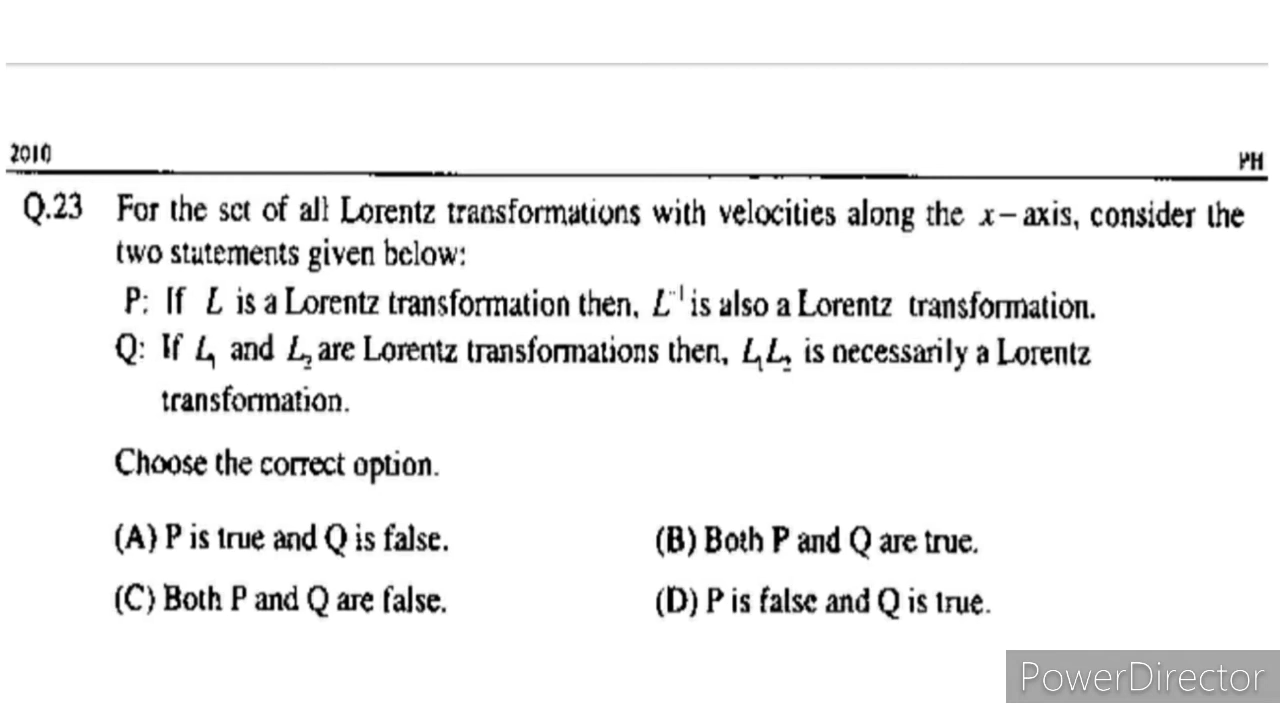 2010
PH
Q.23 For the set of all Lorentz transformations with velocities along the x – axis, consider the
two statements given below:
P: If L is a Lorentz transformation then, L⁻¹ is also a Lorentz transformation.
Q: If L₁ and L₂ are Lorentz transformations then, L₁L₂ is necessarily a Lorentz
transformation.
Choose the correct option.
(A) P is true and Q is false. (B) Both P and Q are true.
(C) Both P and Q are false. (D) P is false and Q is true.
PowerDirector